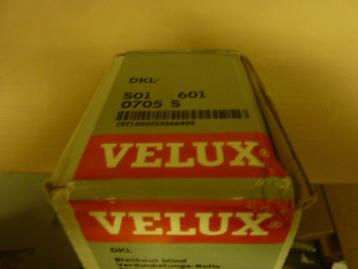 DKL
S01 601
0705 S
VELUX®
VELUX®
DKL
Blackout blind
Verdunkelungs-Rollo